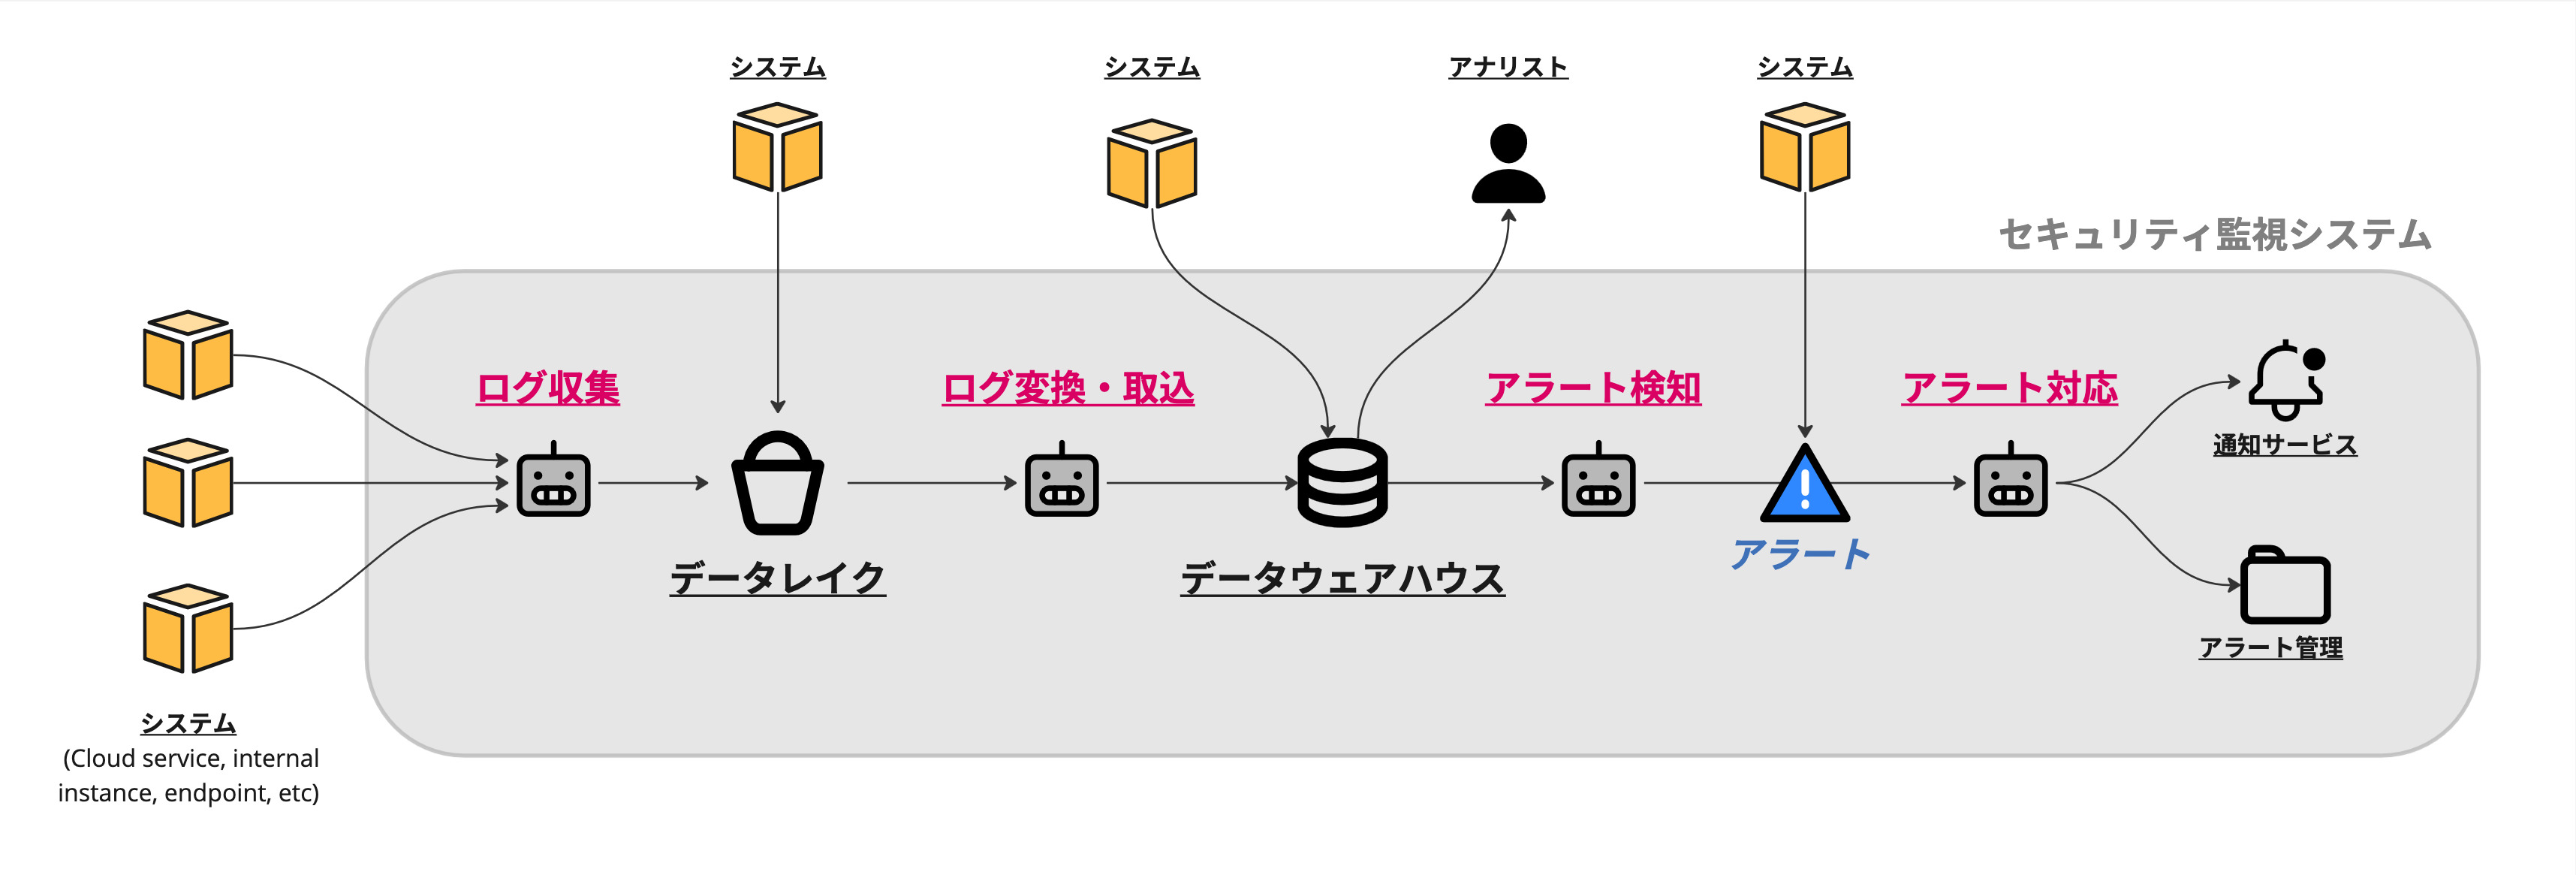 システム
システム
アナリスト
システム
セキュリティ監視システム
ログ収集
ログ変換・取込
アラート検知
アラート対応
通知サービス
アラート
データレイク
データウェアハウス
アラート管理
システム
(Cloud service, internal
instance, endpoint, etc)